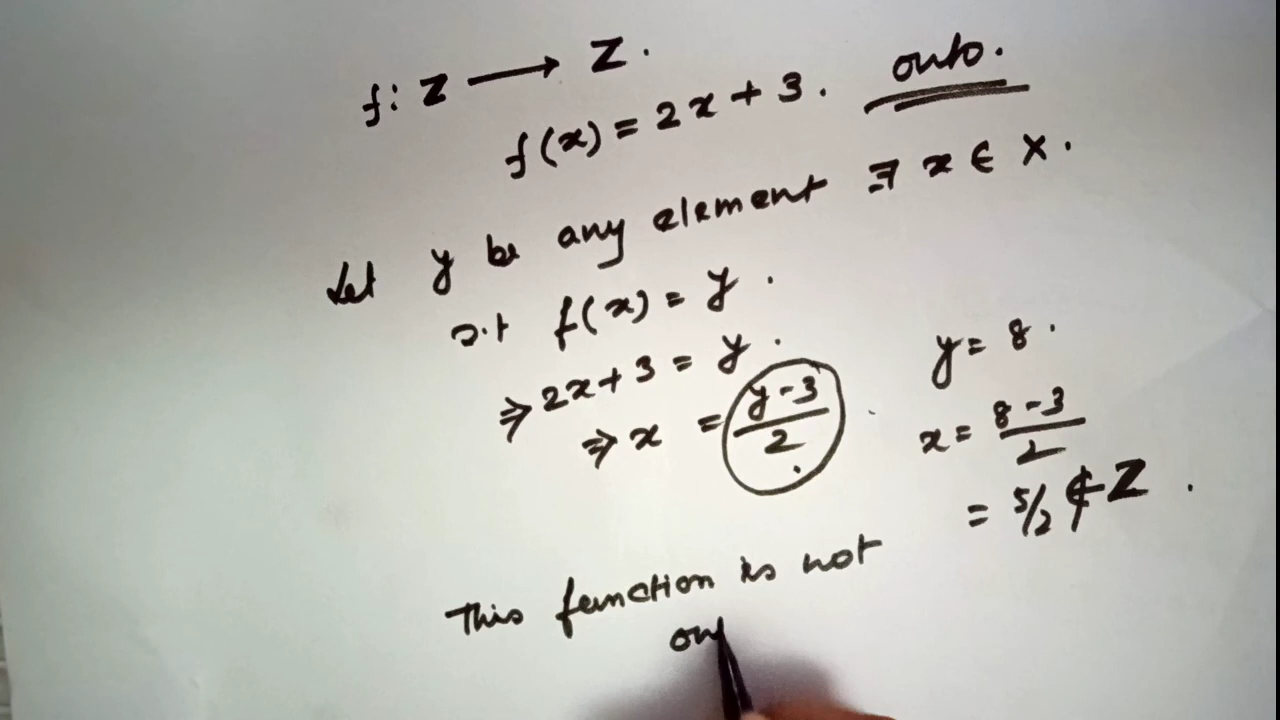 f: Z → Z.
f(x) = 2x + 3. onto.
Let y be any element ∃ x ∈ X.
s.t f(x) = y.
⇒ 2x+3 = y.
⇒ x = y-3/2.
y = 8.
x = 8-3/2
= 5/2 ∉ Z.
This function is not
on